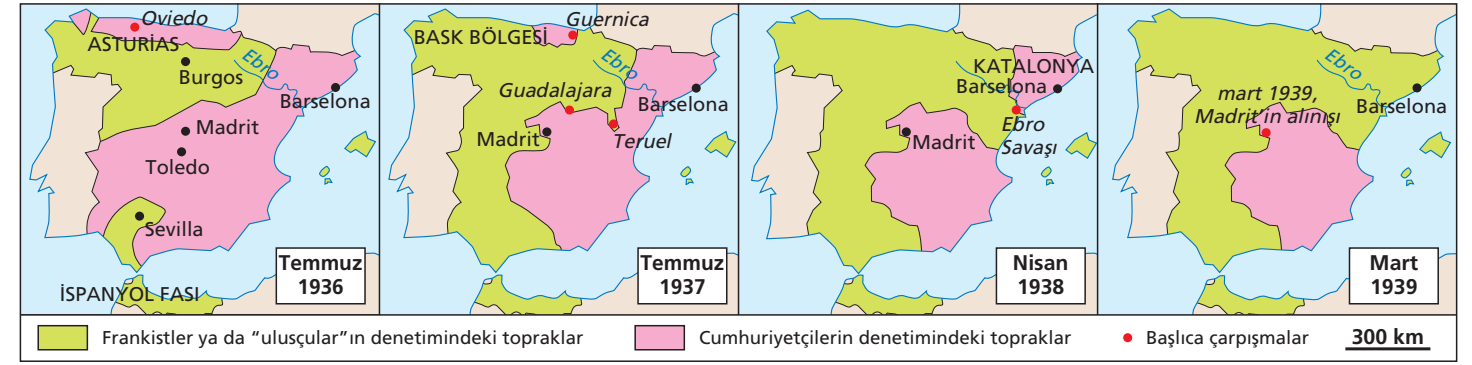 Oviedo
ASTURİAS
Burgos
Ebro
Barselona
Madrit
Toledo
Sevilla
İSPANYOL FASI
Temmuz
1936
Guernica
BASK BÖLGESİ
Ebro
Guadalajara
Barselona
Madrit
Teruel
Temmuz
1937
KATALONYA
Barselona
Ebro
Savaşı
Madrit
Nisan
1938
Ebro
mart 1939,
Madrit'in alınışı
Barselona
Mart
1939
Frankistler ya da “ulusçular”ın denetimindeki topraklar
Cumhuriyetçilerin denetimindeki topraklar
Başlıca çarpışmalar
300 km